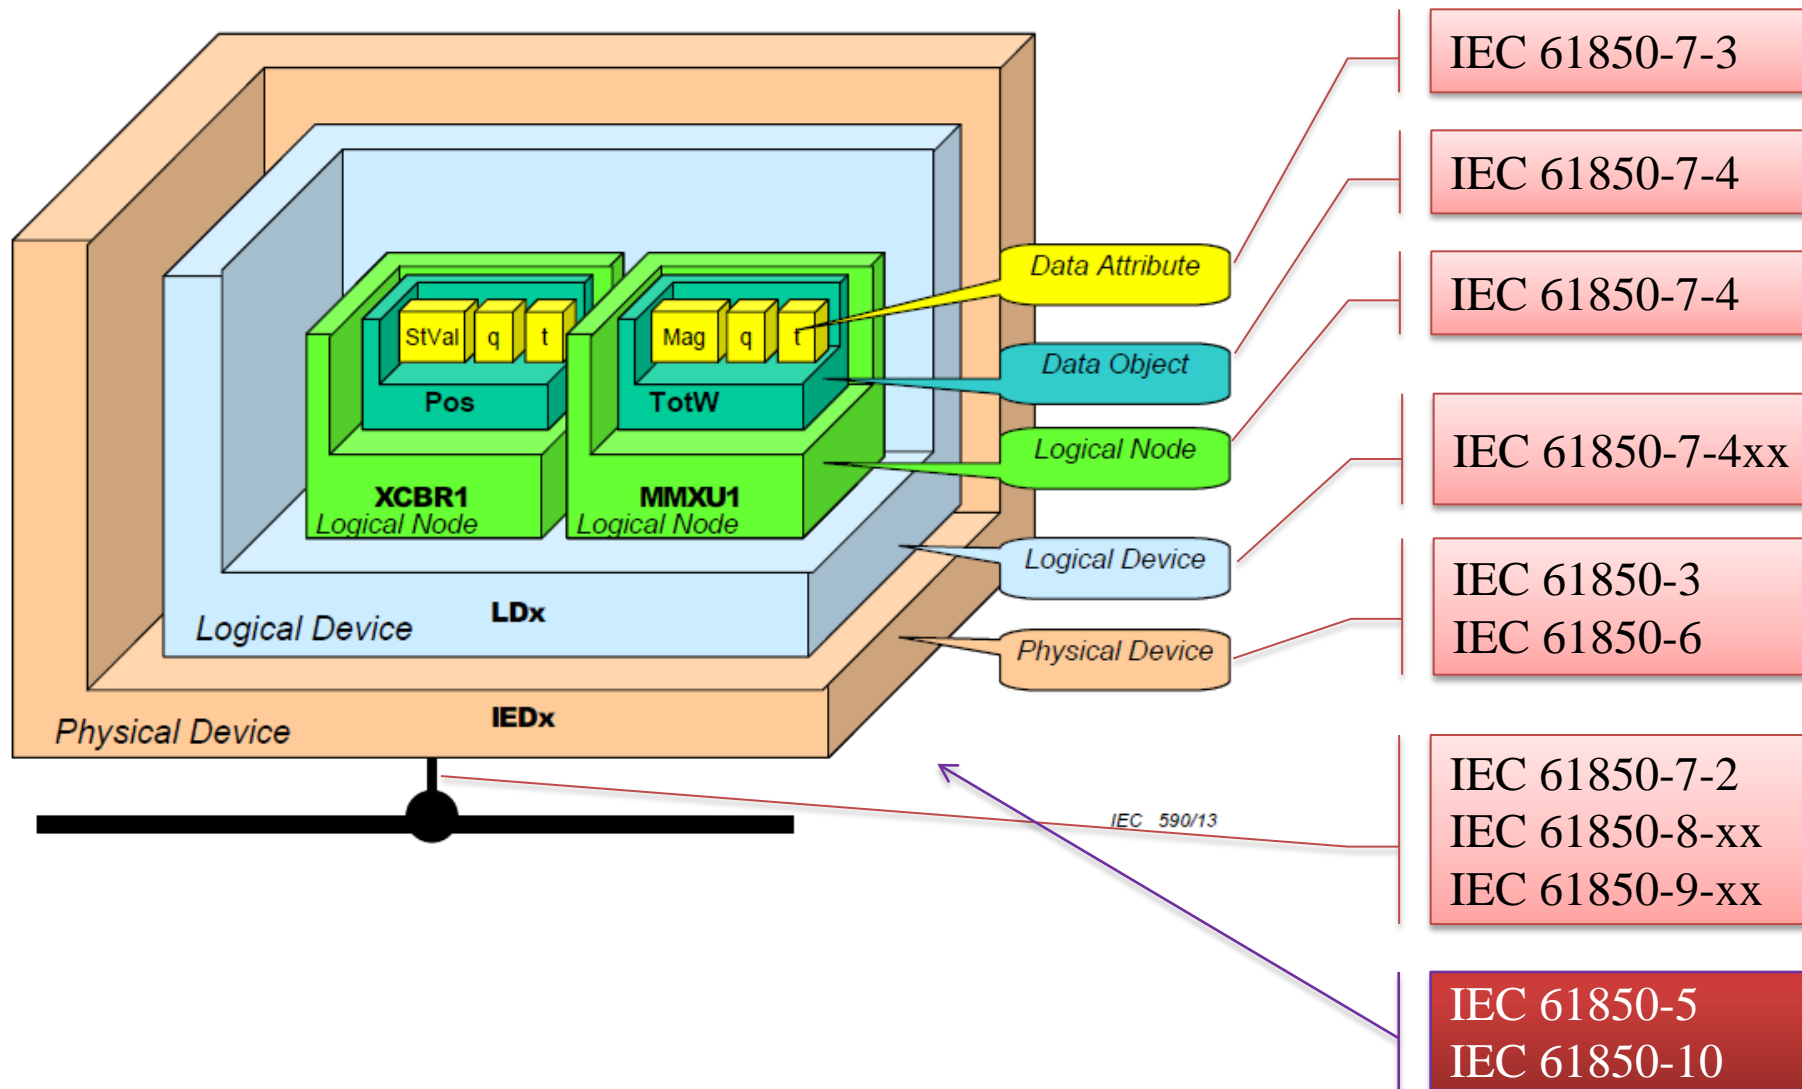 IEC 61850-7-3
IEC 61850-7-4
IEC 61850-7-4
IEC 61850-7-4xx
IEC 61850-3
IEC 61850-6
IEC 61850-7-2
IEC 61850-8-xx
IEC 61850-9-xx
IEC 61850-5
IEC 61850-10
Data Attribute
Data Object
Logical Node
Logical Device
Physical Device
StVal q t
Pos
XCBR1
Logical Node
Mag q t
TotW
MMXU1
Logical Node
LDx
Logical Device
IEDx
Physical Device
IEC 590/13